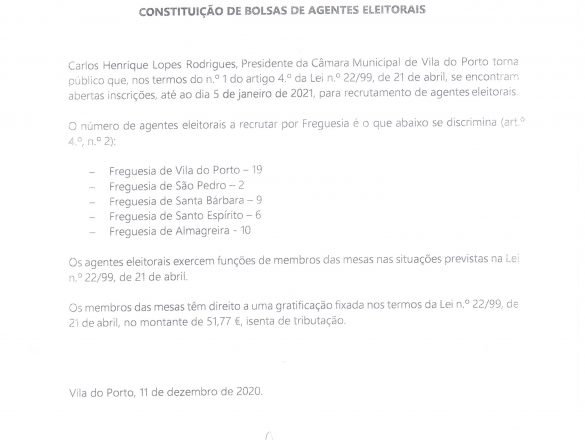 CONSTITUIÇÃO DE BOLSAS DE AGENTES ELEITORAIS
Carlos Henrique Lopes Rodrigues, Presidente da Câmara Municipal de Vila do Porto torna
público que, nos termos do n.º 1 do artigo 4.º da Lei n.º 22/99, de 21 de abril, se encontram
abertas inscrições, até ao dia 5 de janeiro de 2021, para recrutamento de agentes eleitorais.
O número de agentes eleitorais a recrutar por Freguesia é o que abaixo se discrimina (art.º
4.º, n.º 2):
– Freguesia de Vila do Porto – 19
– Freguesia de São Pedro – 2
– Freguesia de Santa Bárbara – 9
– Freguesia de Santo Espírito – 6
– Freguesia de Almagreira - 10
Os agentes eleitorais exercem funções de membros das mesas nas situações previstas na Lei
n.º 22/99, de 21 de abril.
Os membros das mesas têm direito a uma gratificação fixada nos termos da Lei n.º 22/99, de
21 de abril, no montante de 51,77 €, isenta de tributação.
Vila do Porto, 11 de dezembro de 2020.